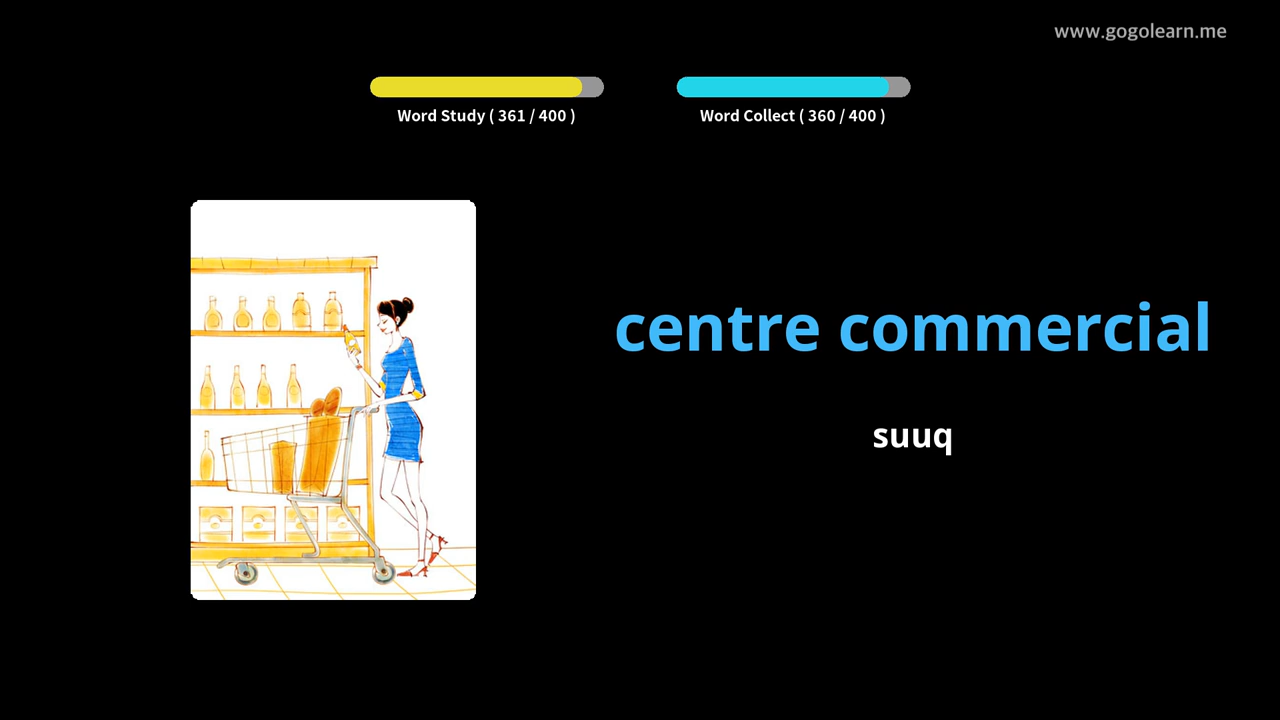 www.gogolearn.me
Word Study ( 361 / 400 )
Word Collect ( 360 / 400 )
centre commercial
suuq